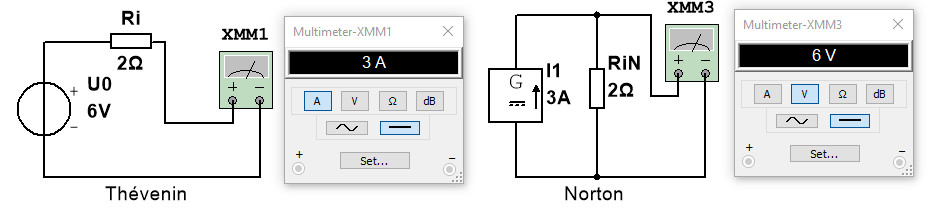 Ri
2Ω
U0
6V
+
−
XMM1
+ −
Thévenin
Multimeter-XMM1
3 A
A V Ω dB
+
Set...
−
G
I1
3A
RiN
2Ω
XMM3
+ −
Norton
Multimeter-XMM3
6 V
A V Ω dB
+
Set...
−